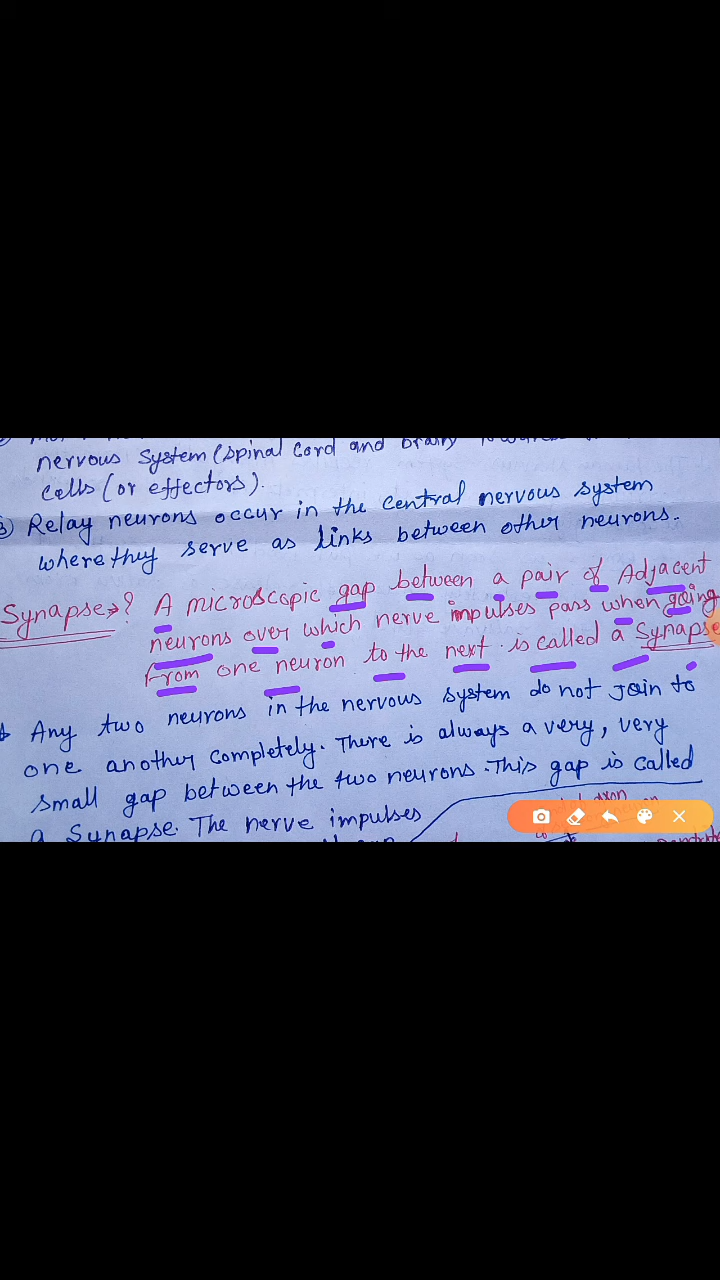 nervous System (spinal Cord and brain)
cells (or effectors).
Relay neurons occur in the central nervous system
where they serve as links between other neurons.
Synapse → ? A microscopic gap between a pair of Adjacent
neurons over which nerve impulses pass when going
from one neuron to the next is called a Synapse
Any two neurons in the nervous system do not Join to
one another completely. There is always a very, very
small gap between the two neurons. This gap is called
a Synapse. The nerve impulses
axon